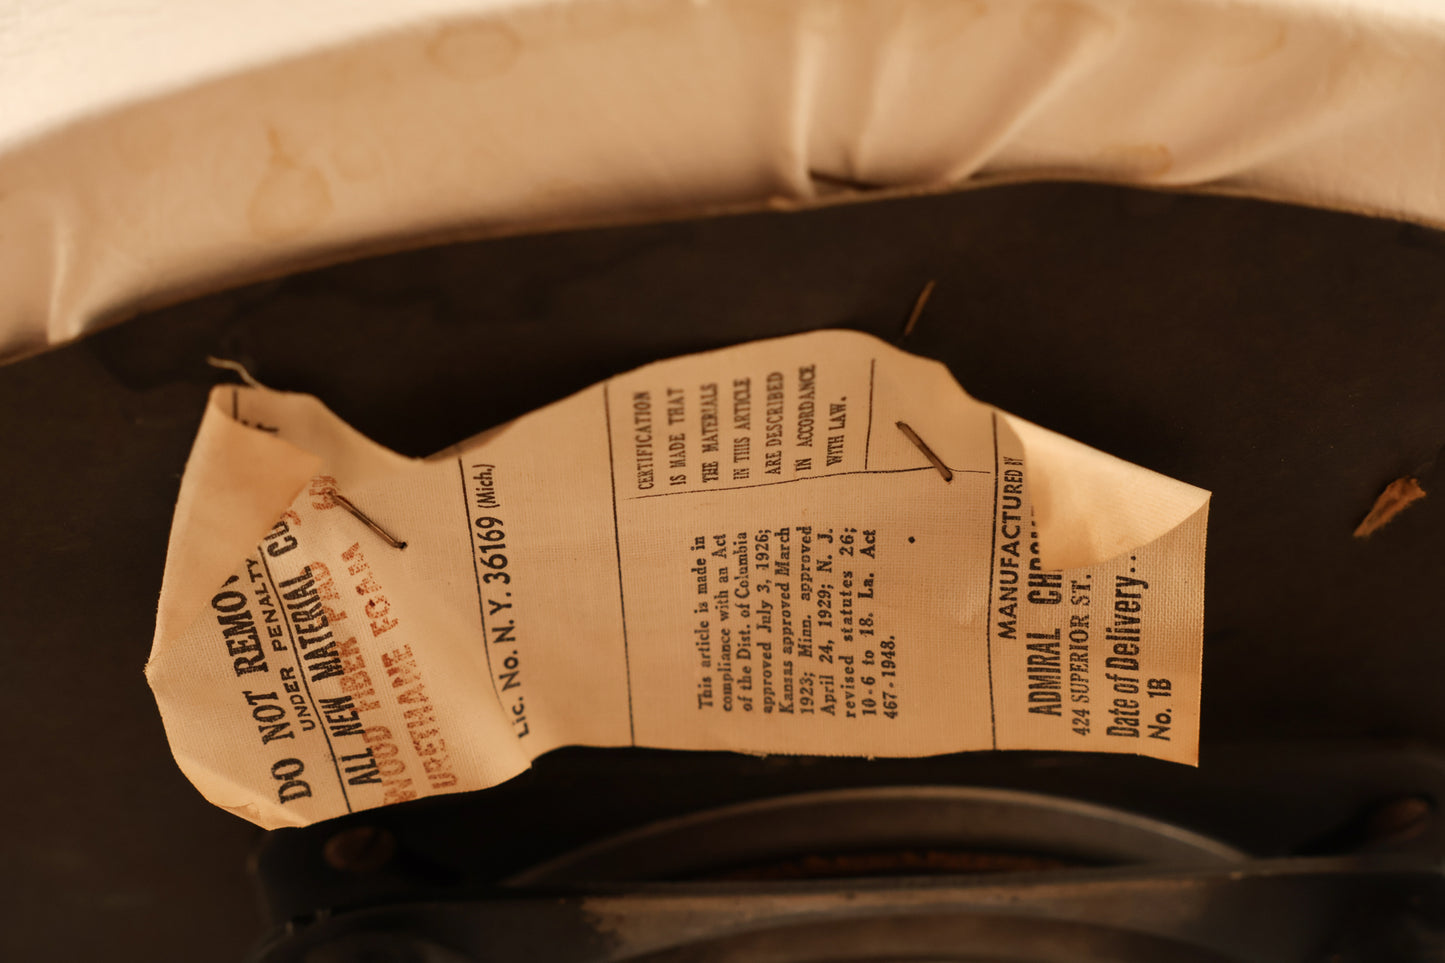 DO NOT
UNDER PENALTY
ALL NEW MATERIAL
WOOD FIBER PAD
URETHANE FOAM
Lic. No. N. Y. 36169 (Mich.)
CERTIFICATION
IS MADE THAT
THE MATERIALS
IN THIS ARTICLE
ARE DESCRIBED
IN ACCORDANCE
WITH LAW.
This article is made in
compliance with an Act
of the Dist. of Columbia
approved July 3, 1926;
Kansas approved March
1923; Minn. approved
April 24, 1929; N. J.
revised statutes 26;
10-6 to 18. La. Act
467-1948.
MANUFACTURED BY
ADMIRAL
424 SUPERIOR ST.
Date of Delivery..
No. 1B